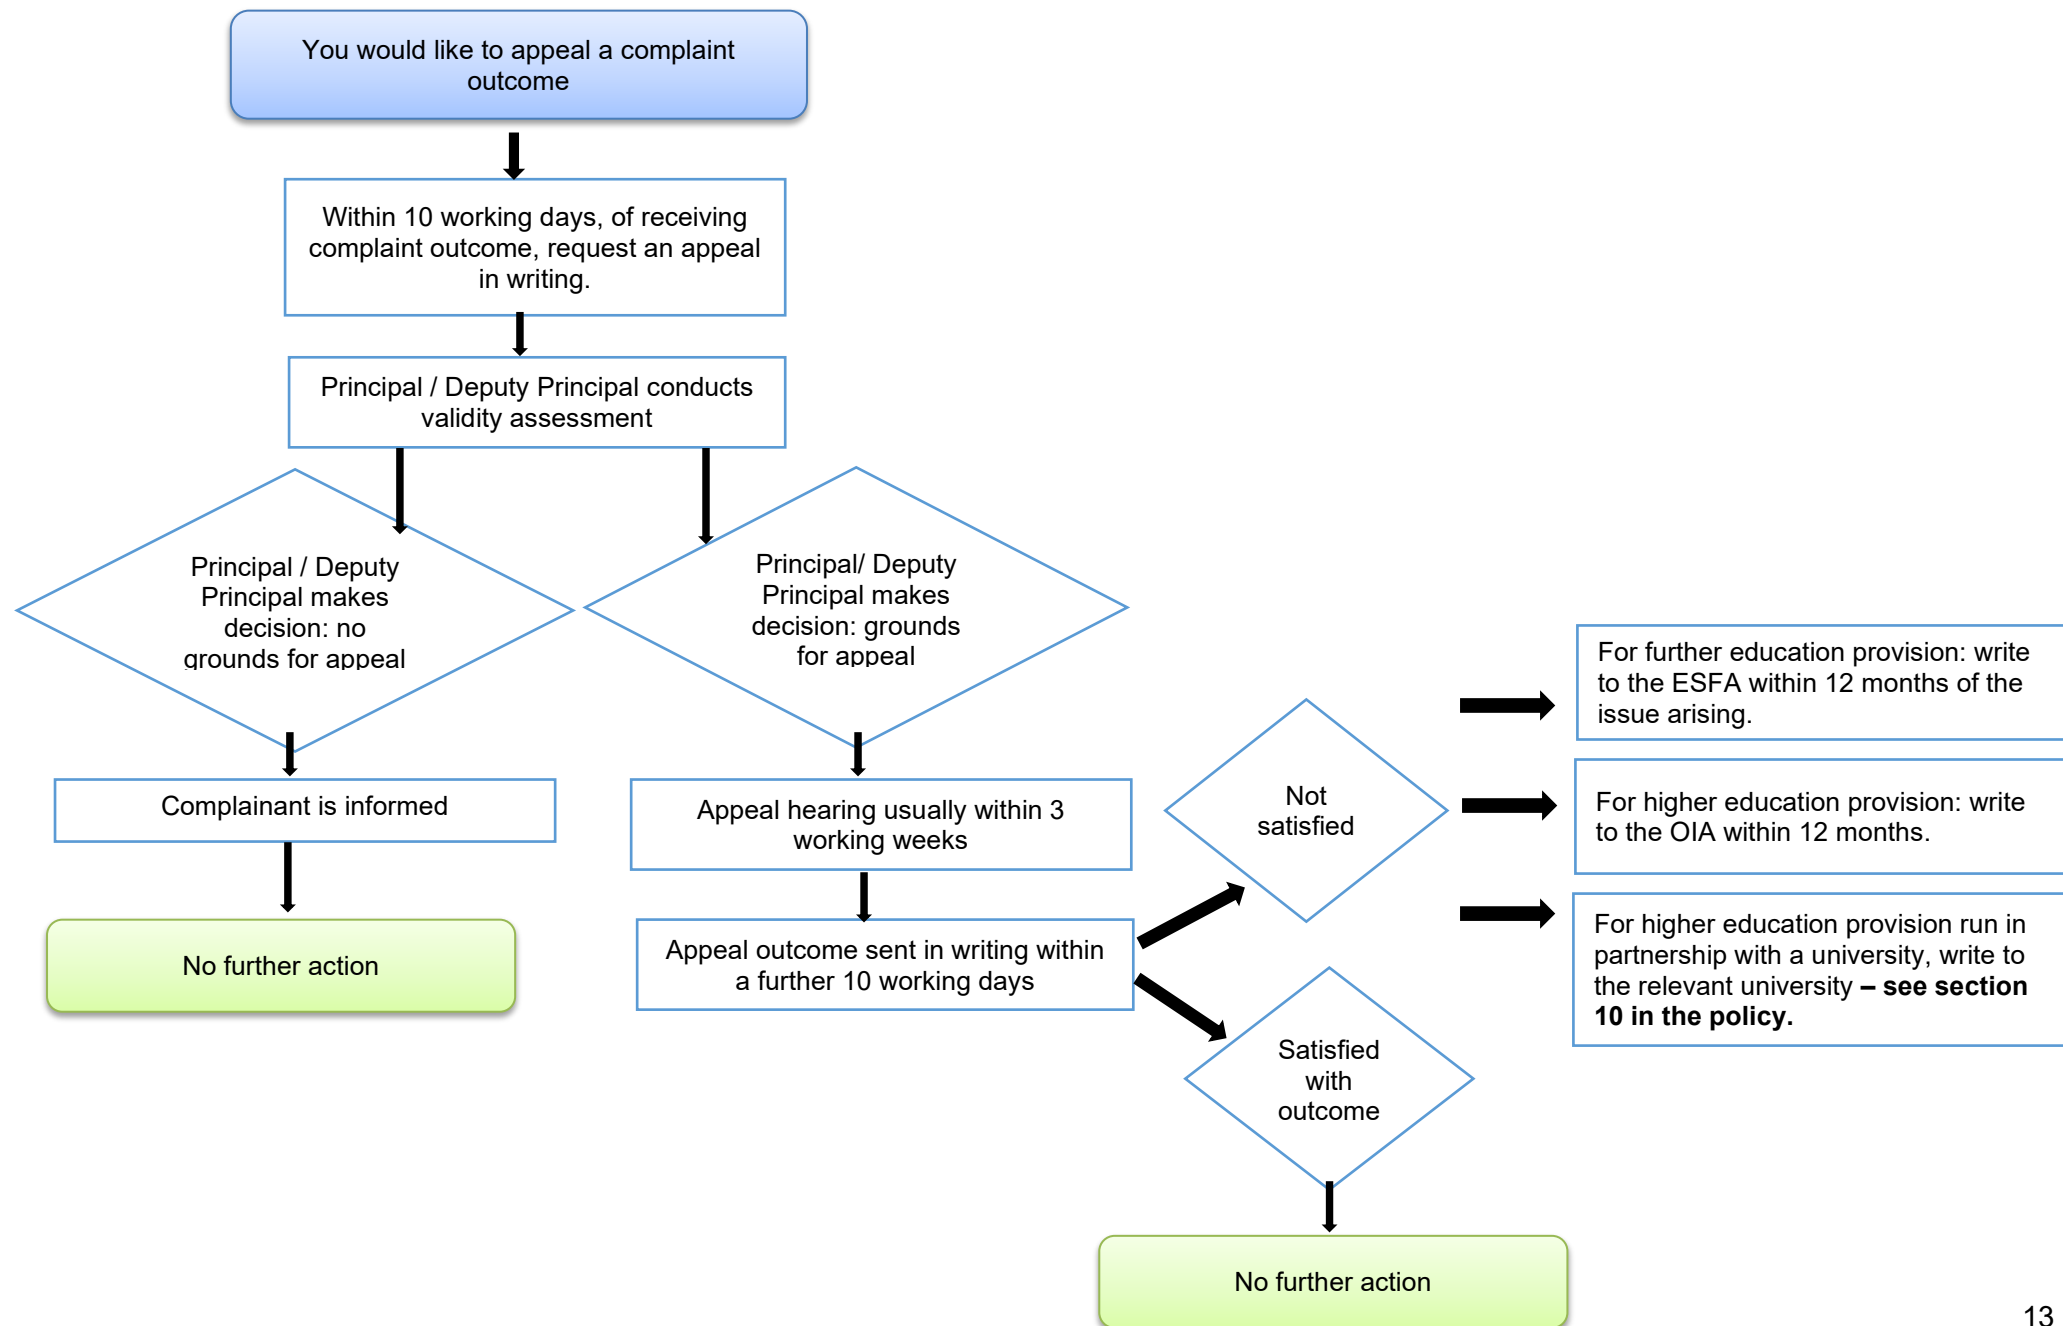 You would like to appeal a complaint
outcome
Within 10 working days, of receiving
complaint outcome, request an appeal
in writing.
Principal / Deputy Principal conducts
validity assessment
Principal / Deputy
Principal makes
decision: no
grounds for appeal
Principal/ Deputy
Principal makes
decision: grounds
for appeal
Complainant is informed
No further action
Appeal hearing usually within 3
working weeks
Appeal outcome sent in writing within
a further 10 working days
Not
satisfied
Satisfied
with
outcome
No further action
For further education provision: write
to the ESFA within 12 months of the
issue arising.
For higher education provision: write
to the OIA within 12 months.
For higher education provision run in
partnership with a university, write to
the relevant university – see section
10 in the policy.
13